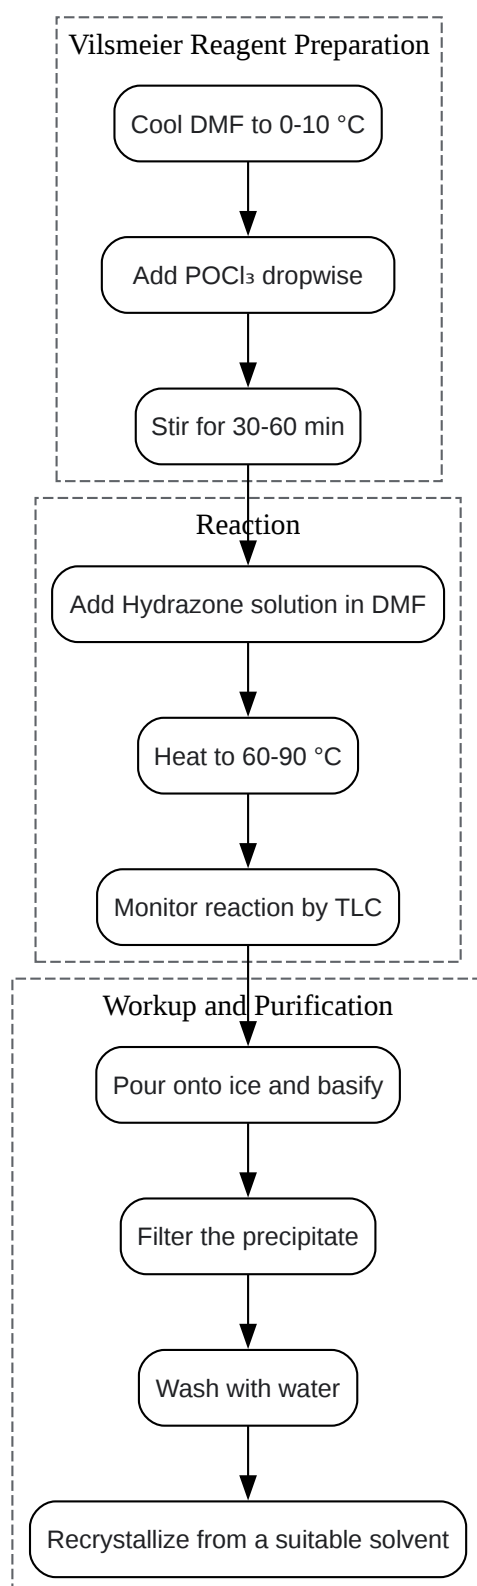 Vilsmeier Reagent Preparation
Cool DMF to 0-10 °C
Add POCl₃ dropwise
Stir for 30-60 min
Reaction
Add Hydrazone solution in DMF
Heat to 60-90 °C
Monitor reaction by TLC
Workup and Purification
Pour onto ice and basify
Filter the precipitate
Wash with water
Recrystallize from a suitable solvent